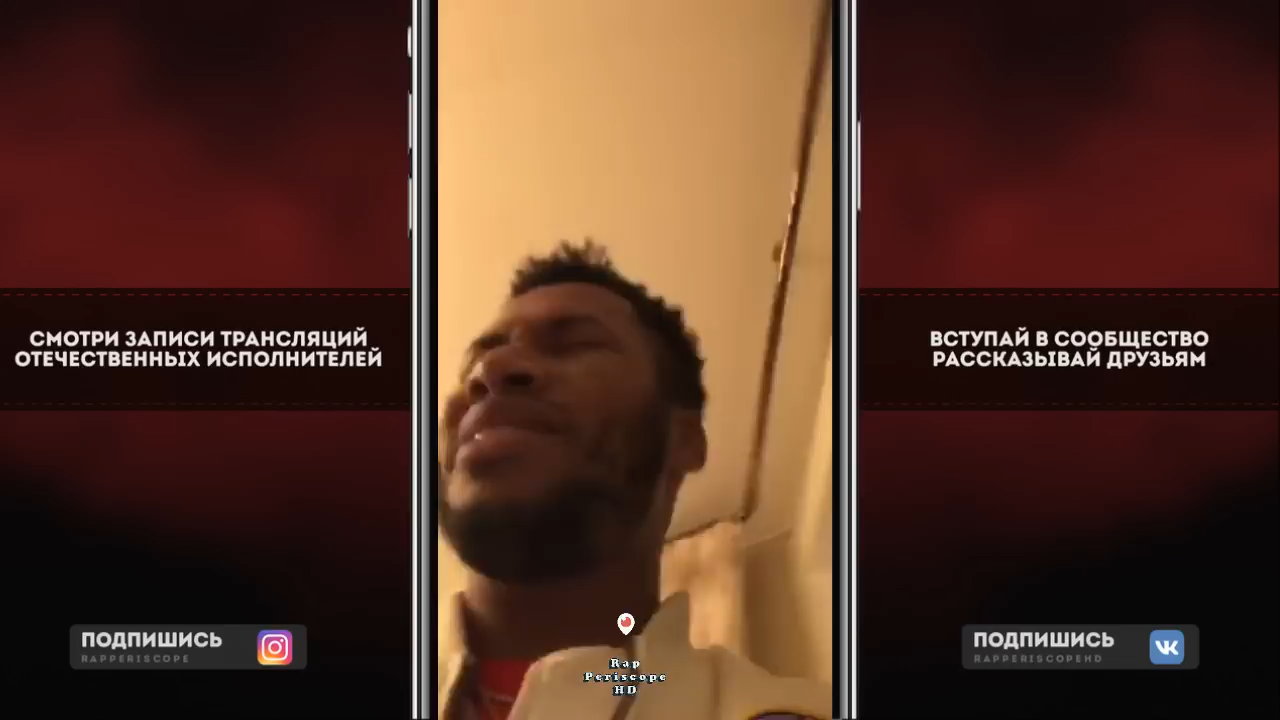 СМОТРИ ЗАПИСИ ТРАНСЛЯЦИЙ
ОТЕЧЕСТВЕННЫХ ИСПОЛНИТЕЛЕЙ
ВСТУПАЙ В СООБЩЕСТВО
РАССКАЗЫВАЙ ДРУЗЬЯМ
ПОДПИШИСЬ
RAPPERISCOPE
Rap
Periscope
HD
ПОДПИШИСЬ
RAPPERISCOPEHD